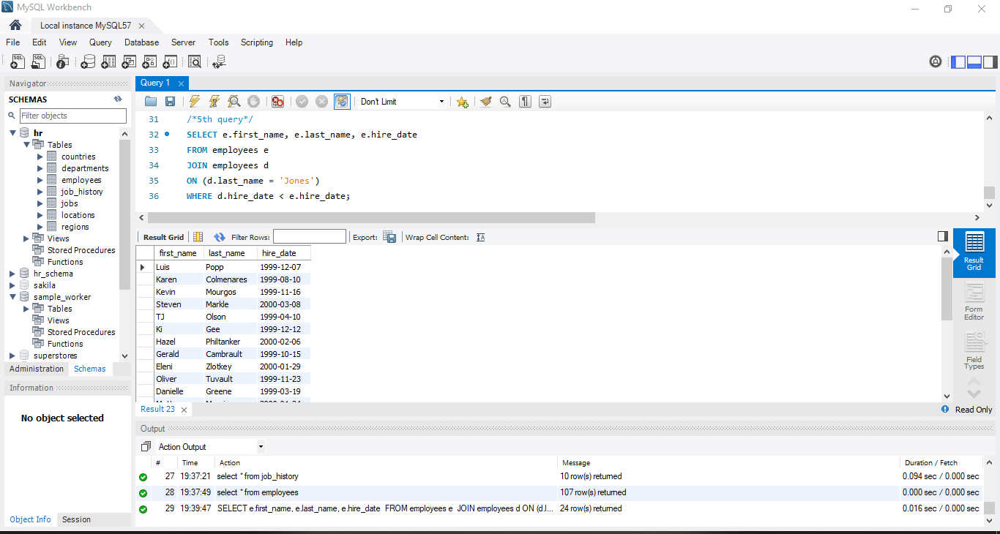 MySQL Workbench
Local instance MySQL57
File Edit View Query Database Server Tools Scripting Help
Navigator
SCHEMAS
Filter objects
hr
Tables
countries
departments
employees
job_history
jobs
locations
regions
Views
Stored Procedures
Functions
hr_schema
sakila
sample_worker
Tables
Views
Stored Procedures
Functions
superstores
Administration Schemas
Information
No object selected
Object Info Session
Query 1
Don't Limit
31 /*5th query*/
32 SELECT e.first_name, e.last_name, e.hire_date
33 FROM employees e
34 JOIN employees d
35 ON (d.last_name = 'Jones')
36 WHERE d.hire_date < e.hire_date;
Result Grid Filter Rows: Export: Wrap Cell Content:
first_name last_name hire_date
Luis Popp 1999-12-07
Karen Colmenares 1999-08-10
Kevin Mourgos 1999-11-16
Steven Markle 2000-03-08
TJ Olson 1999-04-10
Ki Gee 1999-12-12
Hazel Philtanker 2000-02-06
Gerald Cambrault 1999-10-15
Eleni Zlotkey 2000-01-29
Oliver Tuvault 1999-11-23
Danielle Greene 1999-03-19
Result
Grid
Form
Editor
Field
Types
Result 23
Read Only
Output
Action Output
# Time Action Message Duration / Fetch
27 19:37:21 select * from job_history 10 row(s) returned 0.094 sec / 0.000 sec
28 19:37:49 select * from employees 107 row(s) returned 0.000 sec / 0.000 sec
29 19:39:47 SELECT e.first_name, e.last_name, e.hire_date FROM employees e JOIN employees d ON (d.l... 24 row(s) returned 0.016 sec / 0.000 sec